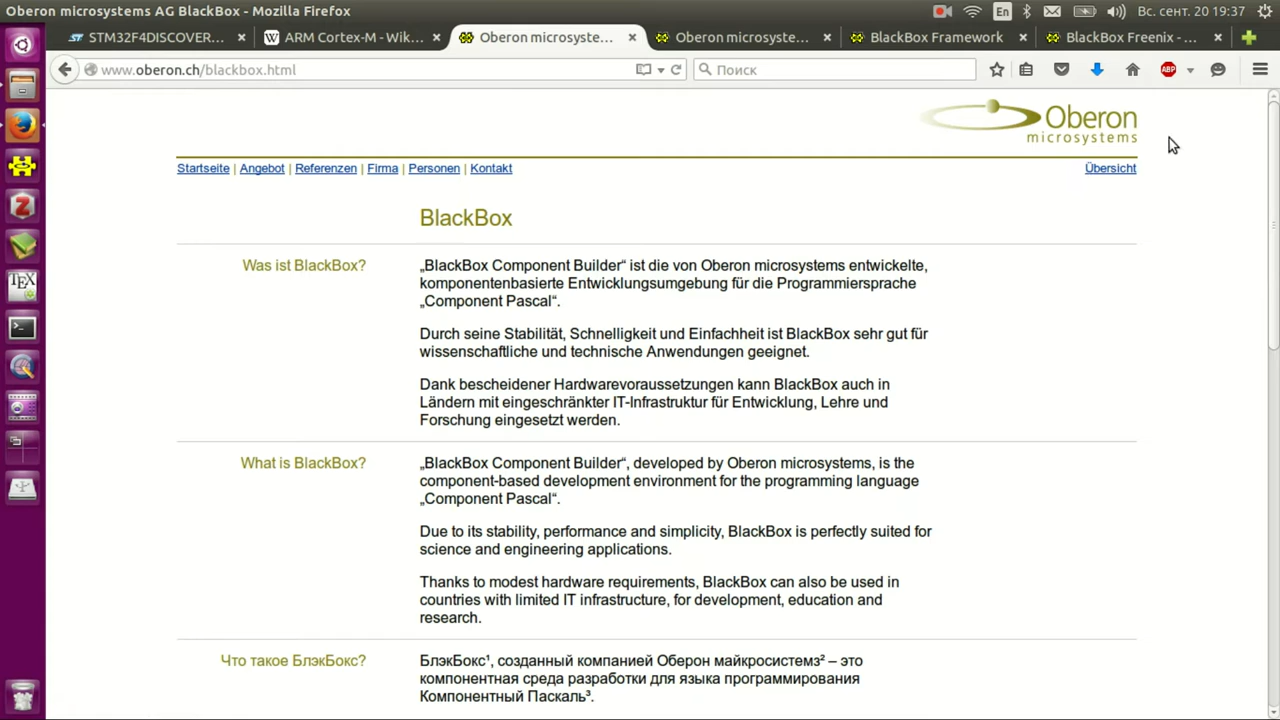 Oberon microsystems AG BlackBox - Mozilla Firefox
En
Вс. сент. 20 19:37
STM32F4DISCOVER...
W ARM Cortex-M - Wik...
Oberon microsyste...
Oberon microsyste...
BlackBox Framework
BlackBox Freenix - ...
www.oberon.ch/blackbox.html
Поиск
ABP
Oberon
microsystems
Startseite | Angebot | Referenzen | Firma | Personen | Kontakt
Übersicht
BlackBox
Was ist BlackBox?
„BlackBox Component Builder“ ist die von Oberon microsystems entwickelte,
komponentenbasierte Entwicklungsumgebung für die Programmiersprache
„Component Pascal“.
Durch seine Stabilität, Schnelligkeit und Einfachheit ist BlackBox sehr gut für
wissenschaftliche und technische Anwendungen geeignet.
Dank bescheidener Hardwarevoraussetzungen kann BlackBox auch in
Ländern mit eingeschränkter IT-Infrastruktur für Entwicklung, Lehre und
Forschung eingesetzt werden.
What is BlackBox?
„BlackBox Component Builder“, developed by Oberon microsystems, is the
component-based development environment for the programming language
„Component Pascal“.
Due to its stability, performance and simplicity, BlackBox is perfectly suited for
science and engineering applications.
Thanks to modest hardware requirements, BlackBox can also be used in
countries with limited IT infrastructure, for development, education and
research.
Что такое БлэкБокс?
БлэкБокс¹, созданный компанией Оберон майкросистемз² – это
компонентная среда разработки для языка программирования
Компонентный Паскаль³.
Z
TEX